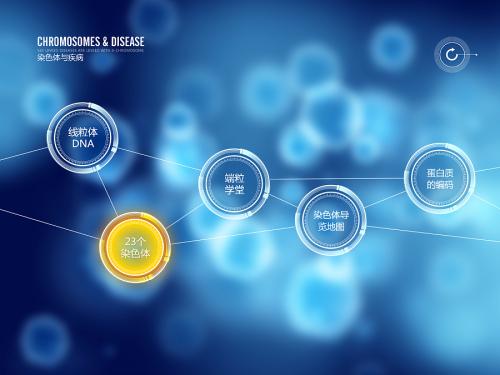 CHROMOSOMES & DISEASE
染色体与疾病
线粒体
DNA
端粒
学堂
蛋白质
的编码
染色体导
览地图
23个
染色体